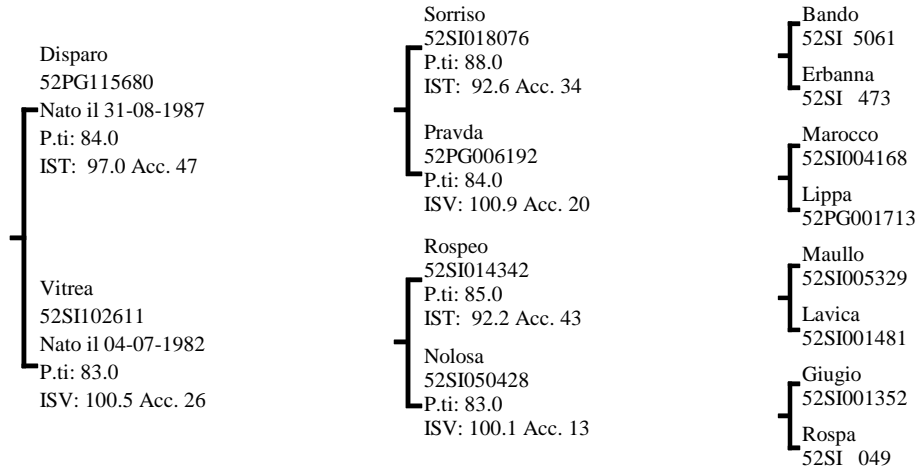 Disparo
52PG115680
Nato il 31-08-1987
P.ti: 84.0
IST: 97.0 Acc. 47
Vitrea
52SI102611
Nato il 04-07-1982
P.ti: 83.0
ISV: 100.5 Acc. 26
Sorriso
52SI018076
P.ti: 88.0
IST: 92.6 Acc. 34
Pravda
52PG006192
P.ti: 84.0
ISV: 100.9 Acc. 20
Rospeo
52SI014342
P.ti: 85.0
IST: 92.2 Acc. 43
Nolosa
52SI050428
P.ti: 83.0
ISV: 100.1 Acc. 13
Bando
52SI 5061
Erbanna
52SI 473
Marocco
52SI004168
Lippa
52PG001713
Maullo
52SI005329
Lavica
52SI001481
Giugio
52SI001352
Rospa
52SI 049